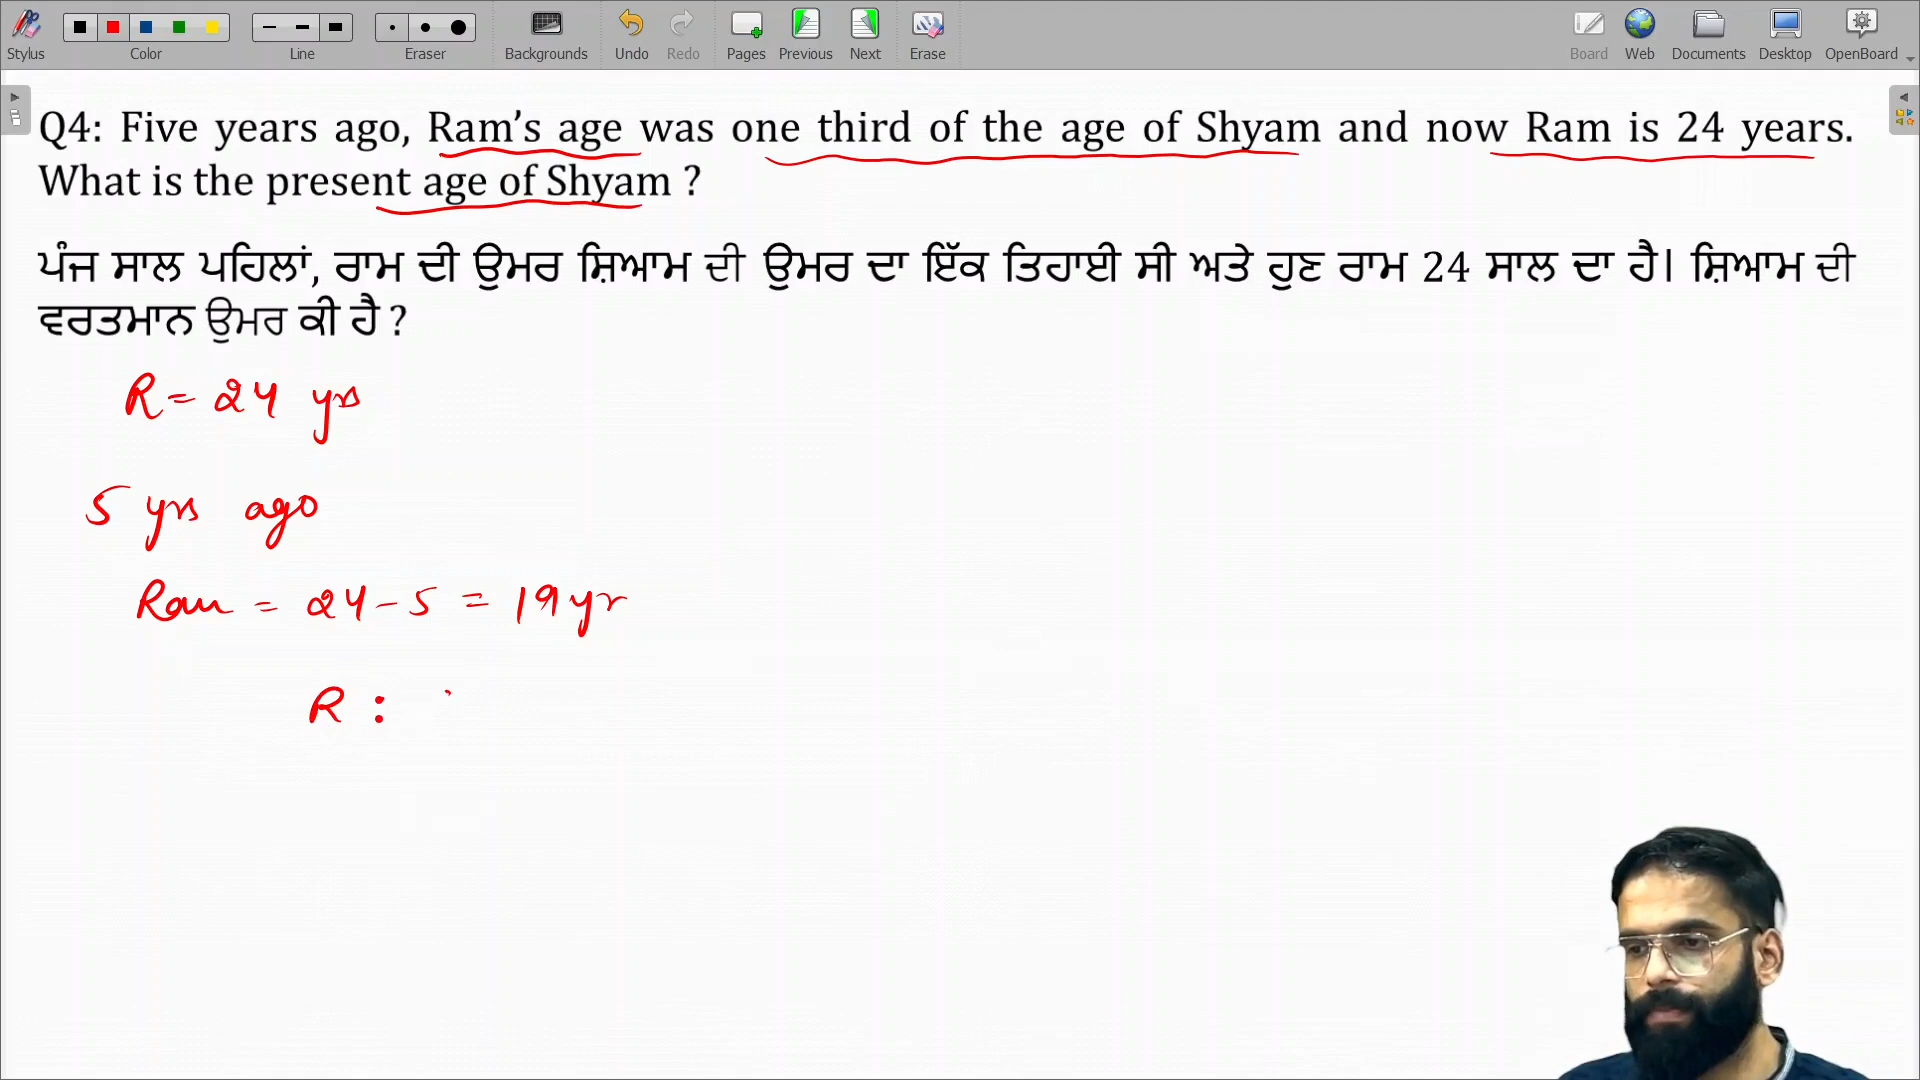 Stylus Color Line Eraser Backgrounds Undo Redo Pages Previous Next Erase Board Web Documents Desktop OpenBoard
Q4: Five years ago, Ram’s age was one third of the age of Shyam and now Ram is 24 years.
What is the present age of Shyam ?
ਪੰਜ ਸਾਲ ਪਹਿਲਾਂ, ਰਾਮ ਦੀ ਉਮਰ ਸ਼ਿਆਮ ਦੀ ਉਮਰ ਦਾ ਇੱਕ ਤਿਹਾਈ ਸੀ ਅਤੇ ਹੁਣ ਰਾਮ 24 ਸਾਲ ਦਾ ਹੈ। ਸ਼ਿਆਮ ਦੀ
ਵਰਤਮਾਨ ਉਮਰ ਕੀ ਹੈ ?
R = 24 yrs
5 yrs ago
Ram = 24 - 5 = 19 yr
R :